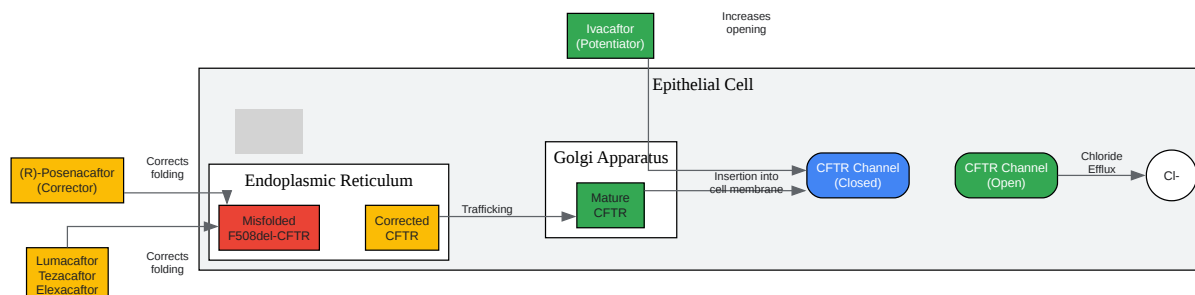 Increases
opening
Ivacaftor
(Potentiator)
Epithelial Cell
(R)-Posenacaftor
(Corrector)
Corrects
folding
Endoplasmic Reticulum
Misfolded
F508del-CFTR
Corrected
CFTR
Trafficking
Golgi Apparatus
Mature
CFTR
Insertion into
cell membrane
CFTR Channel
(Closed)
CFTR Channel
(Open)
Chloride
Efflux
Cl-
Lumacaftor
Tezacaftor
Elexacaftor
Corrects
folding